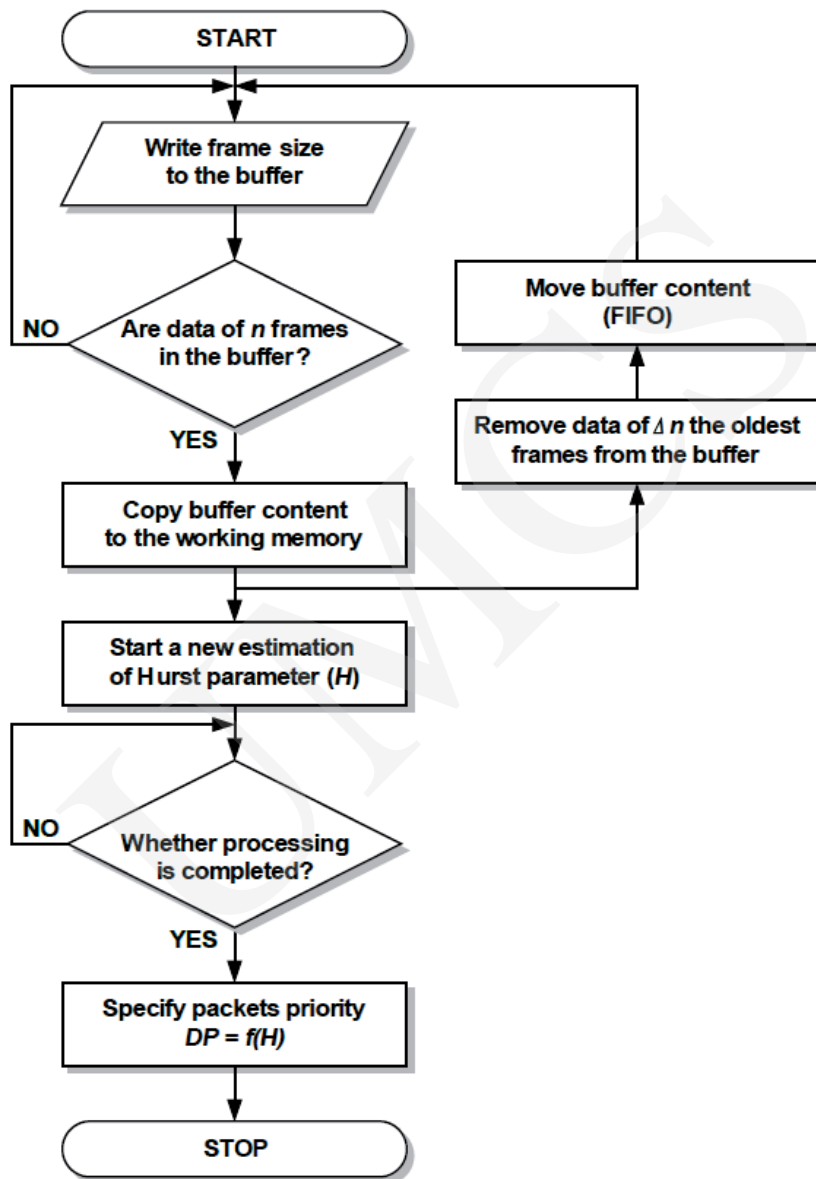 START
Write frame size
to the buffer
Are data of n frames
in the buffer?
NO
YES
Copy buffer content
to the working memory
Start a new estimation
of Hurst parameter (H)
NO
Whether processing
is completed?
YES
Specify packets priority
DP = f(H)
STOP
Move buffer content
(FIFO)
Remove data of Δ n the oldest
frames from the buffer
UMCS